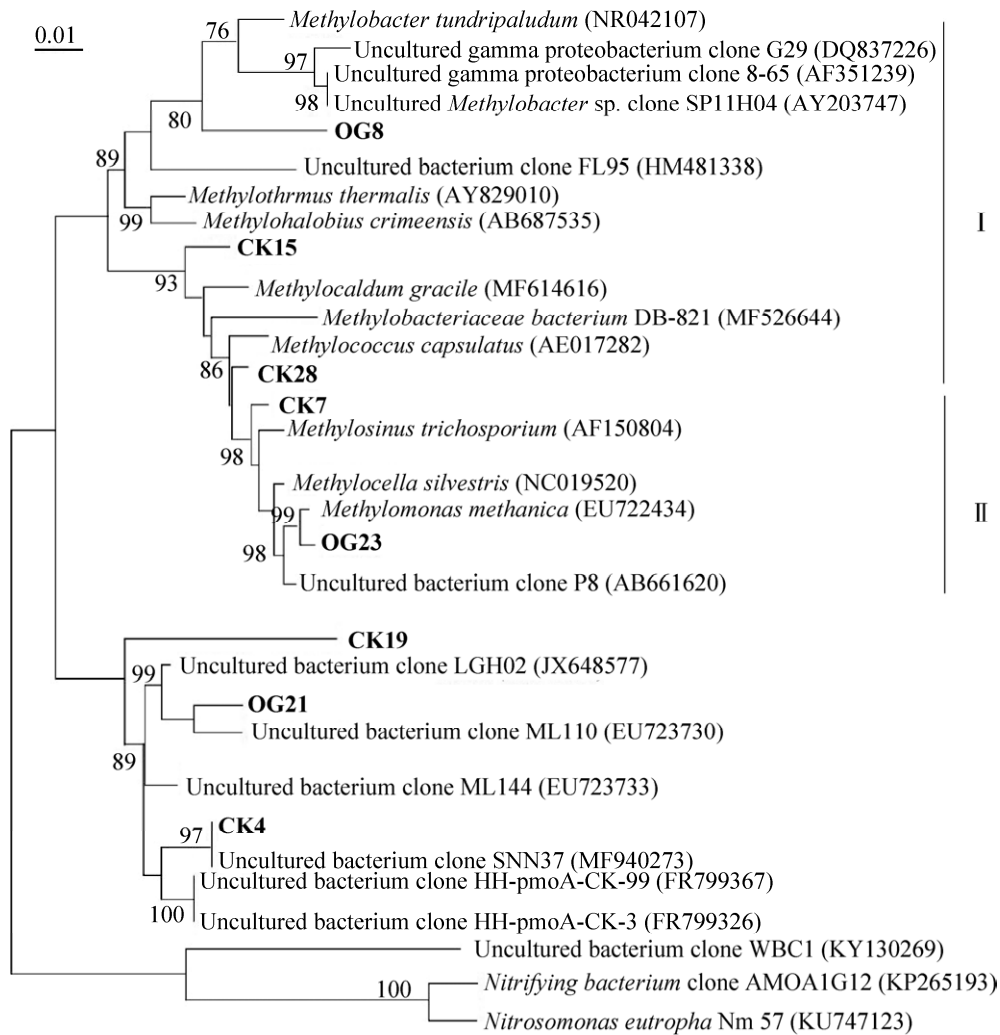 0.01
76
Methylobacter tundripaludum (NR042107)
97
Uncultured gamma proteobacterium clone G29 (DQ837226)
Uncultured gamma proteobacterium clone 8-65 (AF351239)
98
Uncultured Methylobacter sp. clone SP11H04 (AY203747)
80
OG8
89
Uncultured bacterium clone FL95 (HM481338)
Methylothrmus thermalis (AY829010)
99
Methylohalobius crimeensis (AB687535)
I
CK15
93
Methylocaldum gracile (MF614616)
Methylobacteriaceae bacterium DB-821 (MF526644)
Methylococcus capsulatus (AE017282)
86
CK28
CK7
Methylosinus trichosporium (AF150804)
98
Methylocella silvestris (NC019520)
99
Methylomonas methanica (EU722434)
II
OG23
98
Uncultured bacterium clone P8 (AB661620)
CK19
99
Uncultured bacterium clone LGH02 (JX648577)
OG21
Uncultured bacterium clone ML110 (EU723730)
89
Uncultured bacterium clone ML144 (EU723733)
97
CK4
Uncultured bacterium clone SNN37 (MF940273)
Uncultured bacterium clone HH-pmoA-CK-99 (FR799367)
100
Uncultured bacterium clone HH-pmoA-CK-3 (FR799326)
Uncultured bacterium clone WBC1 (KY130269)
100
Nitrifying bacterium clone AMOA1G12 (KP265193)
Nitrosomonas eutropha Nm 57 (KU747123)